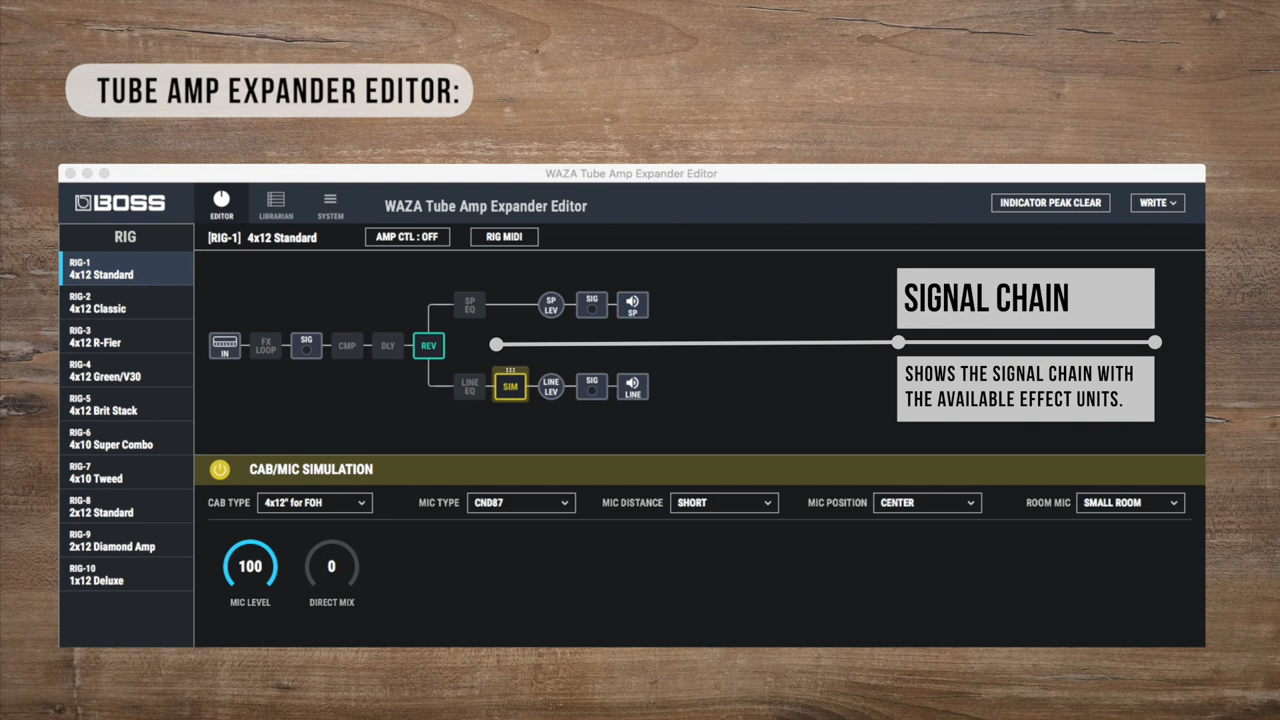 TUBE AMP EXPANDER EDITOR:
WAZA Tube Amp Expander Editor
BOSS
EDITOR
LIBRARIAN
SYSTEM
WAZA Tube Amp Expander Editor
INDICATOR PEAK CLEAR
WRITE
RIG
[RIG-1] 4x12 Standard
AMP CTL : OFF
RIG MIDI
RIG-1
4x12 Standard
RIG-2
4x12 Classic
RIG-3
4x12 R-Fier
RIG-4
4x12 Green/V30
RIG-5
4x12 Brit Stack
RIG-6
4x10 Super Combo
RIG-7
4x10 Tweed
RIG-8
2x12 Standard
RIG-9
2x12 Diamond Amp
RIG-10
1x12 Deluxe
IN
FX
LOOP
SIG
CMP
DLY
REV
SP
EQ
SP
LEV
SIG
SP
LINE
EQ
SIM
LINE
LEV
SIG
LINE
SIGNAL CHAIN
SHOWS THE SIGNAL CHAIN WITH
THE AVAILABLE EFFECT UNITS.
CAB/MIC SIMULATION
CAB TYPE 4x12" for FOH
MIC TYPE CND87
MIC DISTANCE SHORT
MIC POSITION CENTER
ROOM MIC SMALL ROOM
100
MIC LEVEL
0
DIRECT MIX